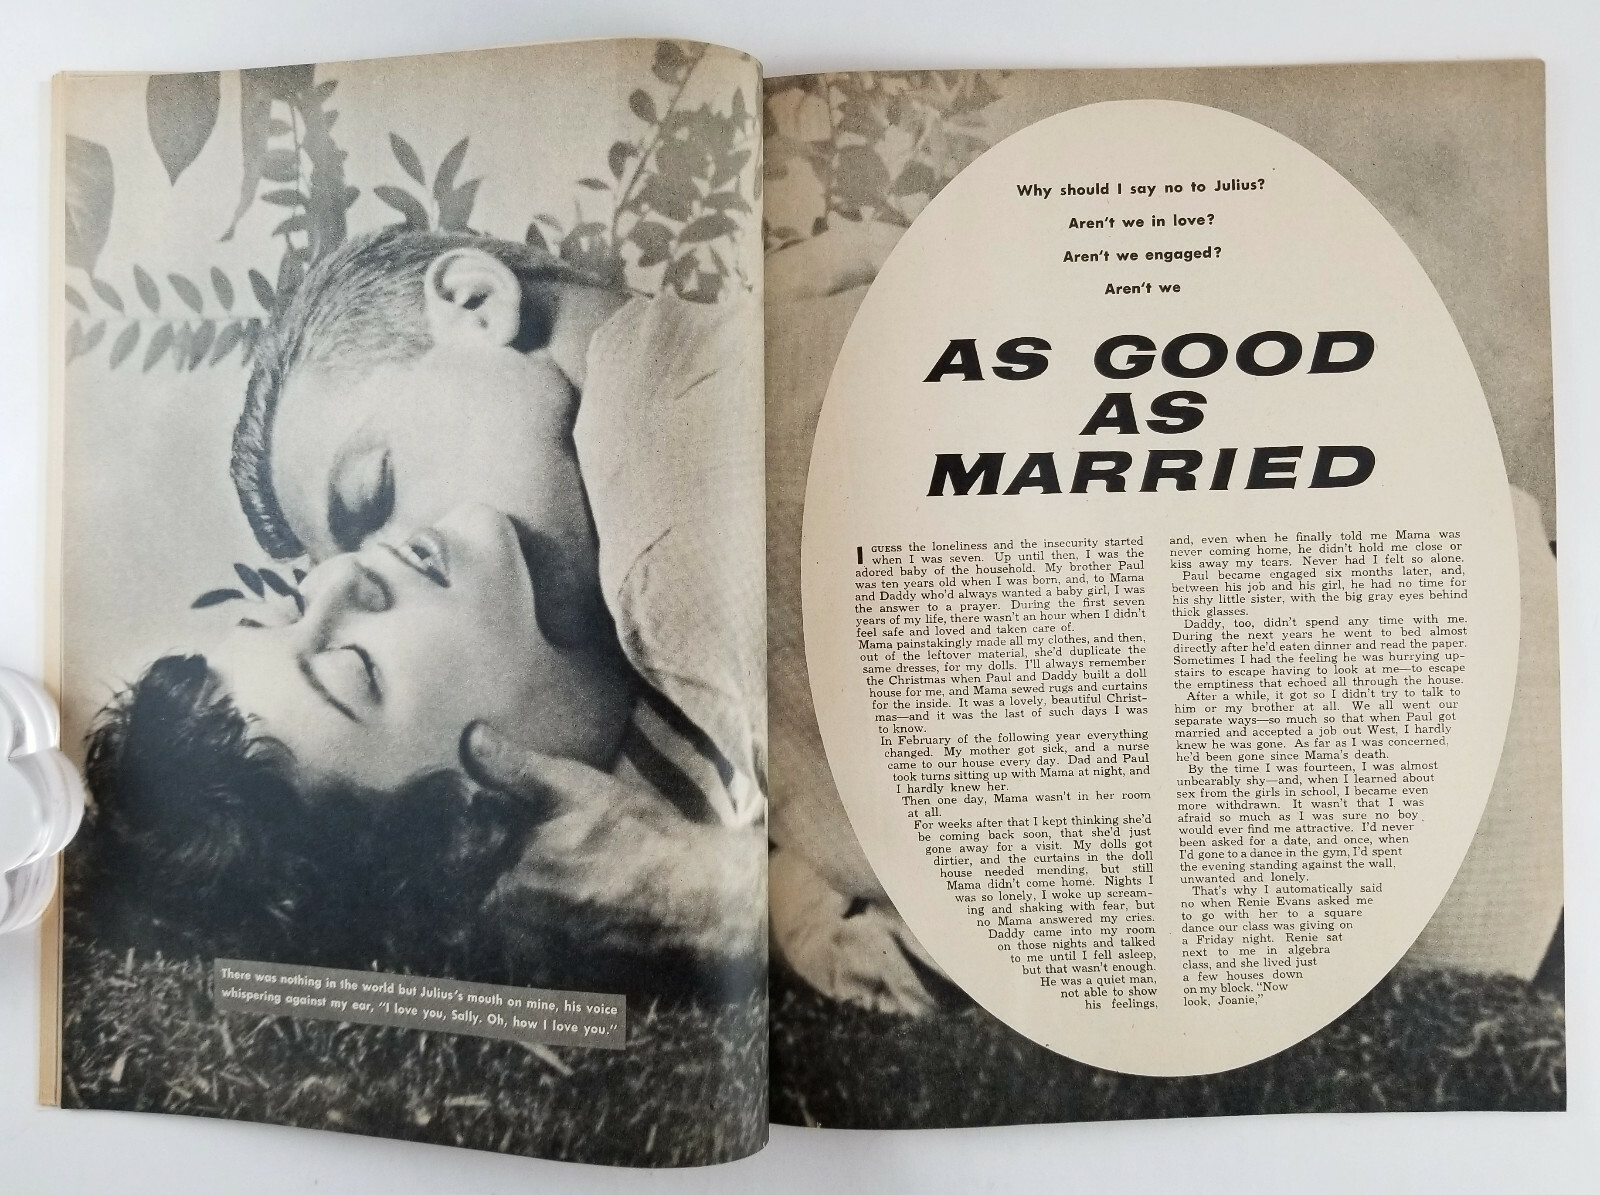 There was nothing in the world but Julius's mouth on mine, his voice
whispering against my ear, "I love you, Sally. Oh, how I love you."
Why should I say no to Julius?
Aren't we in love?
Aren't we engaged?
Aren't we
AS GOOD
AS
MARRIED
I GUESS the loneliness and the insecurity started
when I was seven. Up until then, I was the
adored baby of the household. My brother Paul
was ten years old when I was born, and, to Mama
and Daddy who'd always wanted a baby girl, I was
the answer to a prayer. During the first seven
years of my life, there wasn't an hour when I didn't
feel safe and loved and taken care of.
Mama painstakingly made all my clothes, and then,
out of the leftover material, she'd duplicate the
same dresses, for my dolls. I'll always remember
the Christmas when Paul and Daddy built a doll
house for me, and Mama sewed rugs and curtains
for the inside. It was a lovely, beautiful Christ-
mas—and it was the last of such days I was
to know.
In February of the following year everything
changed. My mother got sick, and a nurse
came to our house every day. Dad and Paul
took turns sitting up with Mama at night, and
I hardly knew her.
Then one day, Mama wasn't in her room
at all.
For weeks after that I kept thinking she'd
be coming back soon, that she'd just
gone away for a visit. My dolls got
dirtier, and the curtains in the doll
house needed mending, but still
Mama didn't come home. Nights I
was so lonely, I woke up scream-
ing and shaking with fear, but
no Mama answered my cries.
Daddy came into my room
on those nights and talked
to me until I fell asleep,
but that wasn't enough.
He was a quiet man,
not able to show
his feelings,
and, even when he finally told me Mama was
never coming home, he didn't hold me close or
kiss away my tears. Never had I felt so alone.
Paul became engaged six months later, and,
between his job and his girl, he had no time for
his shy little sister, with the big gray eyes behind
thick glasses.
Daddy, too, didn't spend any time with me.
During the next years he went to bed almost
directly after he'd eaten dinner and read the paper.
Sometimes I had the feeling he was hurrying up-
stairs to escape having to look at me—to escape
the emptiness that echoed all through the house.
After a while, it got so I didn't try to talk to
him or my brother at all. We all went our
separate ways—so much so that when Paul got
married and accepted a job out West, I hardly
knew he was gone. As far as I was concerned,
he'd been gone since Mama's death.
By the time I was fourteen, I was almost
unbearably shy—and, when I learned about
sex from the girls in school, I became even
more withdrawn. It wasn't that I was
afraid so much as I was sure no boy
would ever find me attractive. I'd never
been asked for a date, and once, when
I'd gone to a dance in the gym, I'd spent
the evening standing against the wall,
unwanted and lonely.
That's why I automatically said
no when Renie Evans asked me
to go with her to a square
dance our class was giving on
a Friday night. Renie sat
next to me in algebra
class, and she lived just
a few houses down
on my block. "Now
look, Joanie,"